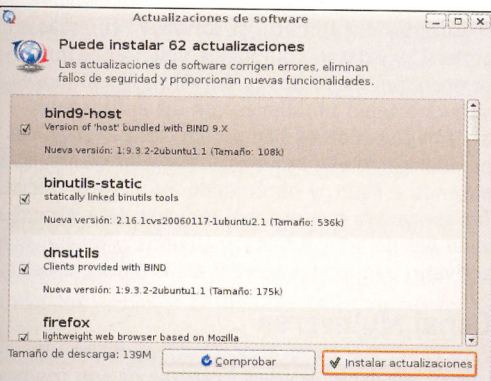 Actualizaciones de software
Puede instalar 62 actualizaciones
Las actualizaciones de software corrigen errores, eliminan
fallos de seguridad y proporcionan nuevas funcionalidades.
bind9-host
Version of 'host' bundled with BIND 9.X
Nueva versión: 1:9.3.2-2ubuntu1.1 (Tamaño: 108k)
binutils-static
statically linked binutils tools
Nueva versión: 2.16.1cvs20060117-1ubuntu2.1 (Tamaño: 536k)
dnsutils
Clients provided with BIND
Nueva versión: 1:9.3.2-2ubuntu1.1 (Tamaño: 175k)
firefox
lightweight web browser based on Mozilla
Tamaño de descarga: 139M
Comprobar
Instalar actualizaciones